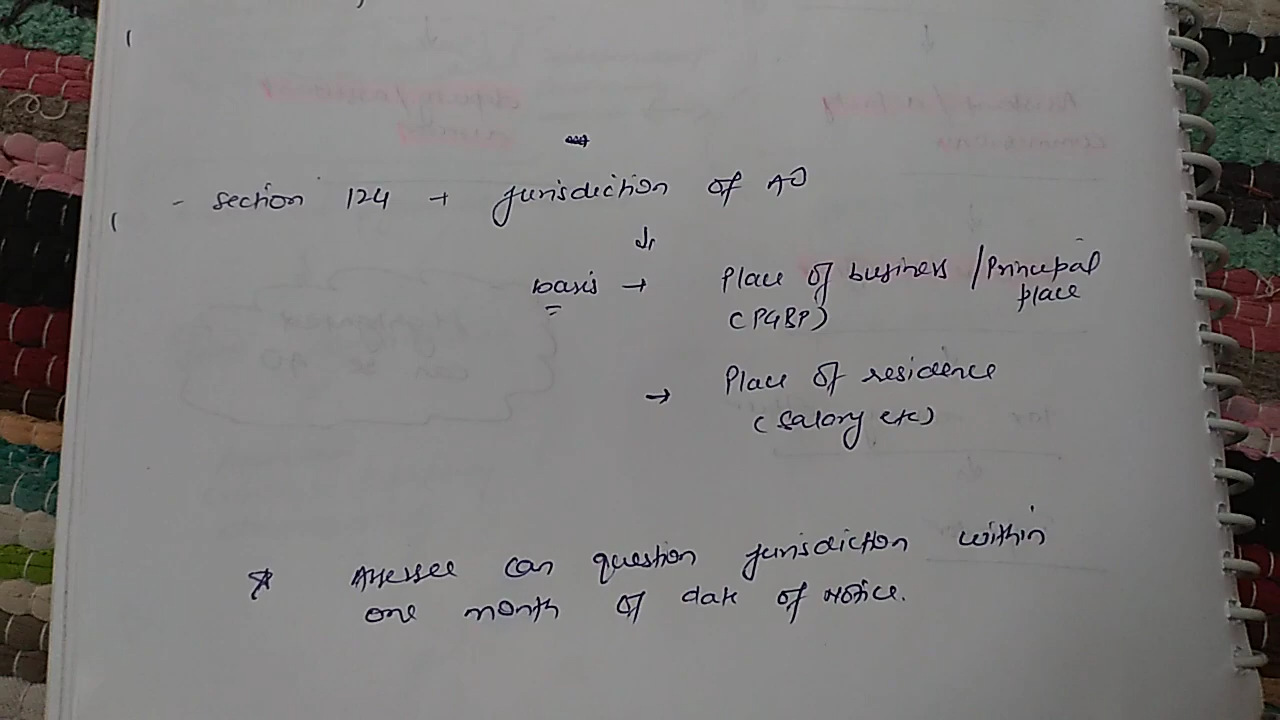 - Section 124 → Jurisdiction of AO
↓
basis → Place of business / Principal place
(PGBP)
→ Place of residence
(Salary etc)
* Assessee can question jurisdiction within
one month of date of Notice.